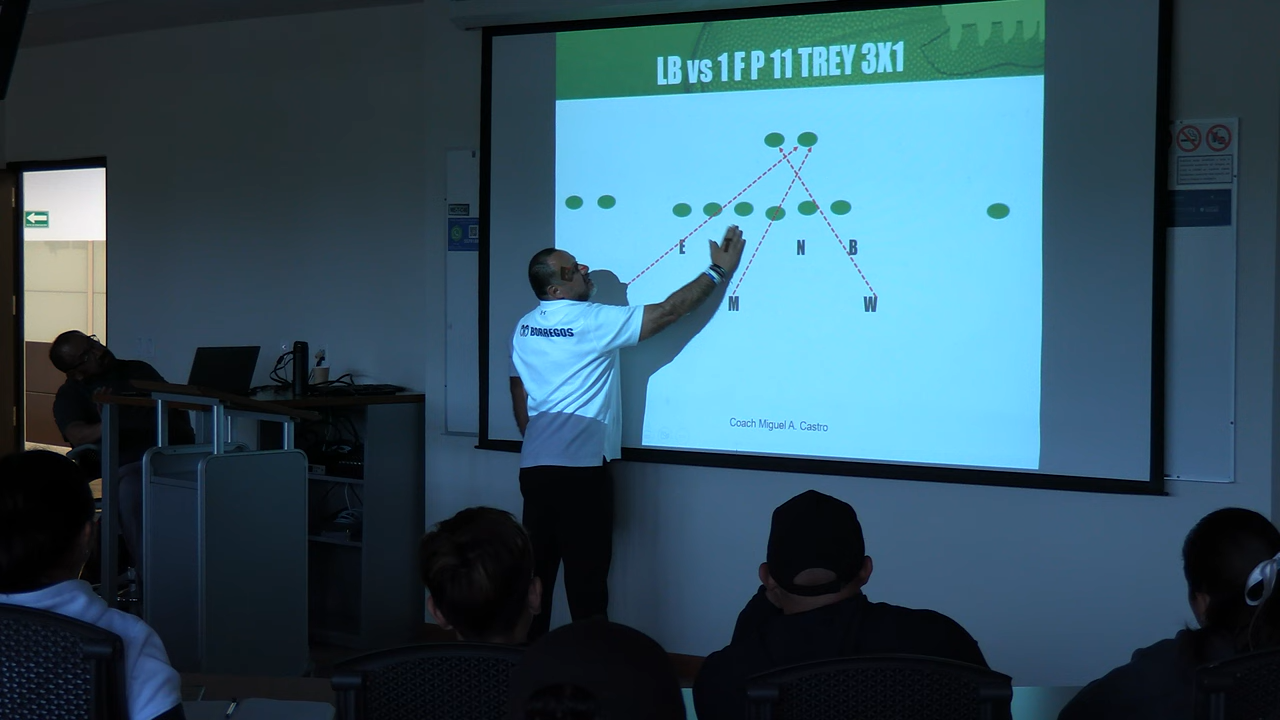 LB vs 1 F P 11 TREY 3X1
E
N
B
M
W
BORREGOS
Coach Miguel A. Castro